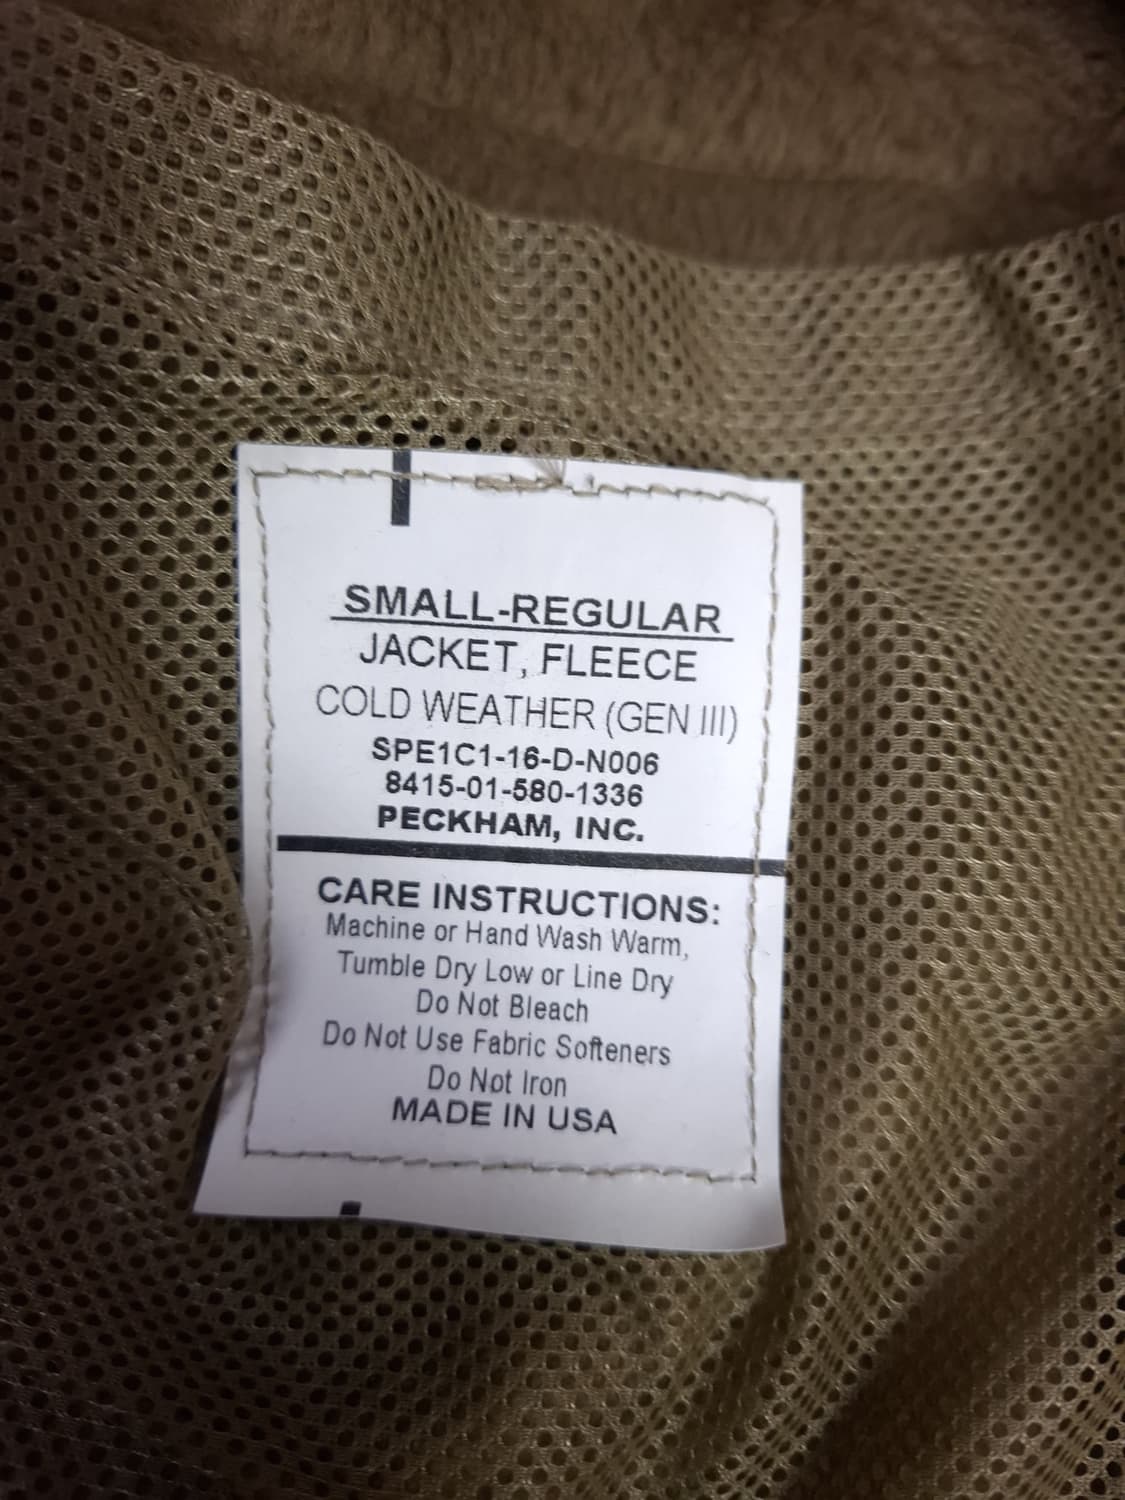 SMALL-REGULAR
JACKET, FLEECE
COLD WEATHER (GEN III)
SPE1C1-16-D-N006
8415-01-580-1336
PECKHAM, INC.
CARE INSTRUCTIONS:
Machine or Hand Wash Warm,
Tumble Dry Low or Line Dry
Do Not Bleach
Do Not Use Fabric Softeners
Do Not Iron
MADE IN USA